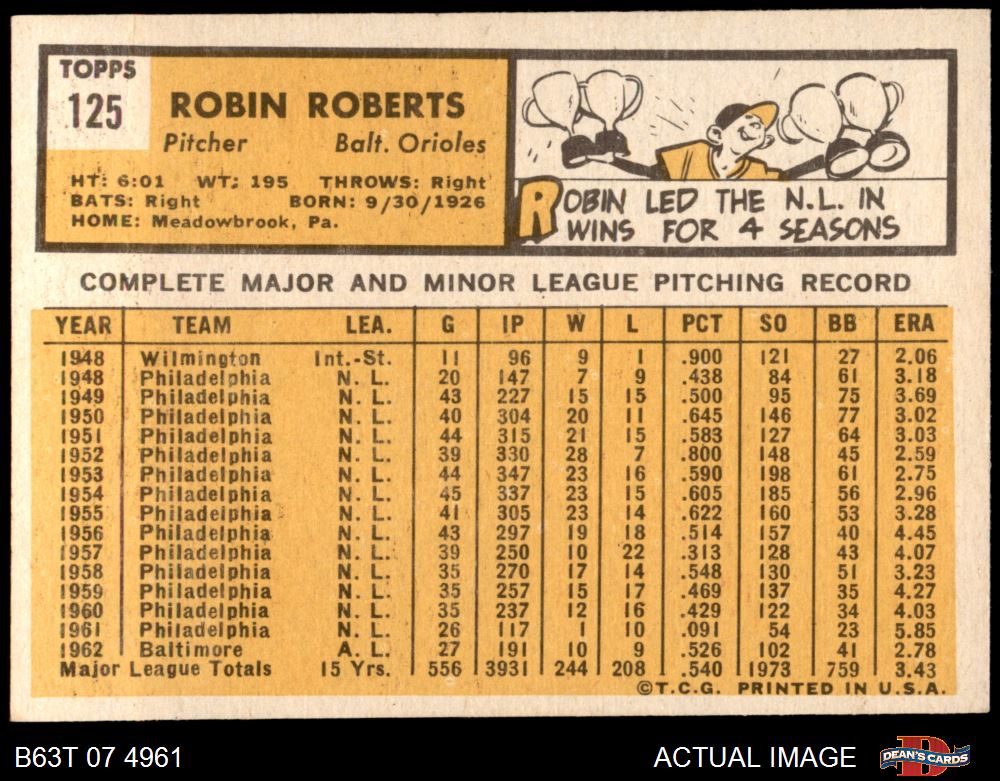 TOPPS
125
ROBIN ROBERTS
Pitcher Balt. Orioles
HT: 6:01 WT: 195 THROWS: Right
BATS: Right BORN: 9/30/1926
HOME: Meadowbrook, Pa.
ROBIN LED THE N.L. IN
WINS FOR 4 SEASONS
COMPLETE MAJOR AND MINOR LEAGUE PITCHING RECORD
YEAR TEAM LEA. G IP W L PCT SO BB ERA
1948 Wilmington Int.-St. 11 96 9 1 .900 121 27 2.06
1948 Philadelphia N. L. 20 147 7 9 .438 84 61 3.18
1949 Philadelphia N. L. 43 227 15 15 .500 95 75 3.69
1950 Philadelphia N. L. 40 304 20 11 .645 146 77 3.02
1951 Philadelphia N. L. 44 315 21 15 .583 127 64 3.03
1952 Philadelphia N. L. 39 330 28 7 .800 148 45 2.59
1953 Philadelphia N. L. 44 347 23 16 .590 198 61 2.75
1954 Philadelphia N. L. 45 337 23 15 .605 185 56 2.96
1955 Philadelphia N. L. 41 305 23 14 .622 160 53 3.28
1956 Philadelphia N. L. 43 297 19 18 .514 157 40 4.45
1957 Philadelphia N. L. 39 250 10 22 .313 128 43 4.07
1958 Philadelphia N. L. 35 270 17 14 .548 130 51 3.23
1959 Philadelphia N. L. 35 257 15 17 .469 137 35 4.27
1960 Philadelphia N. L. 35 237 12 16 .429 122 34 4.03
1961 Philadelphia N. L. 26 117 1 10 .091 54 23 5.85
1962 Baltimore A. L. 27 191 10 9 .526 102 41 2.78
Major League Totals 15 Yrs. 556 3931 244 208 .540 1973 759 3.43
©T.C.G. PRINTED IN U.S.A.
B63T 07 4961 ACTUAL IMAGE DEAN'S CARDS